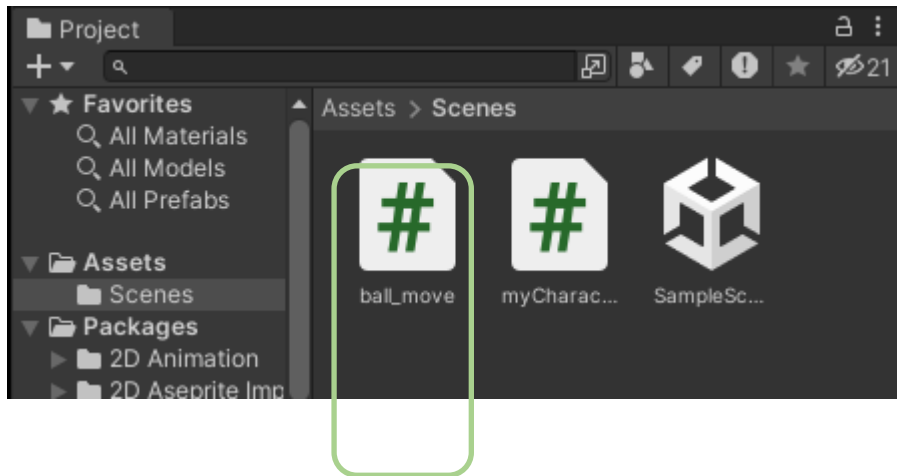 Project
21
Favorites
All Materials
All Models
All Prefabs
Assets
Scenes
Packages
2D Animation
2D Aseprite Imp
Assets > Scenes
#
#
ball_move
myCharac...
SampleSc...